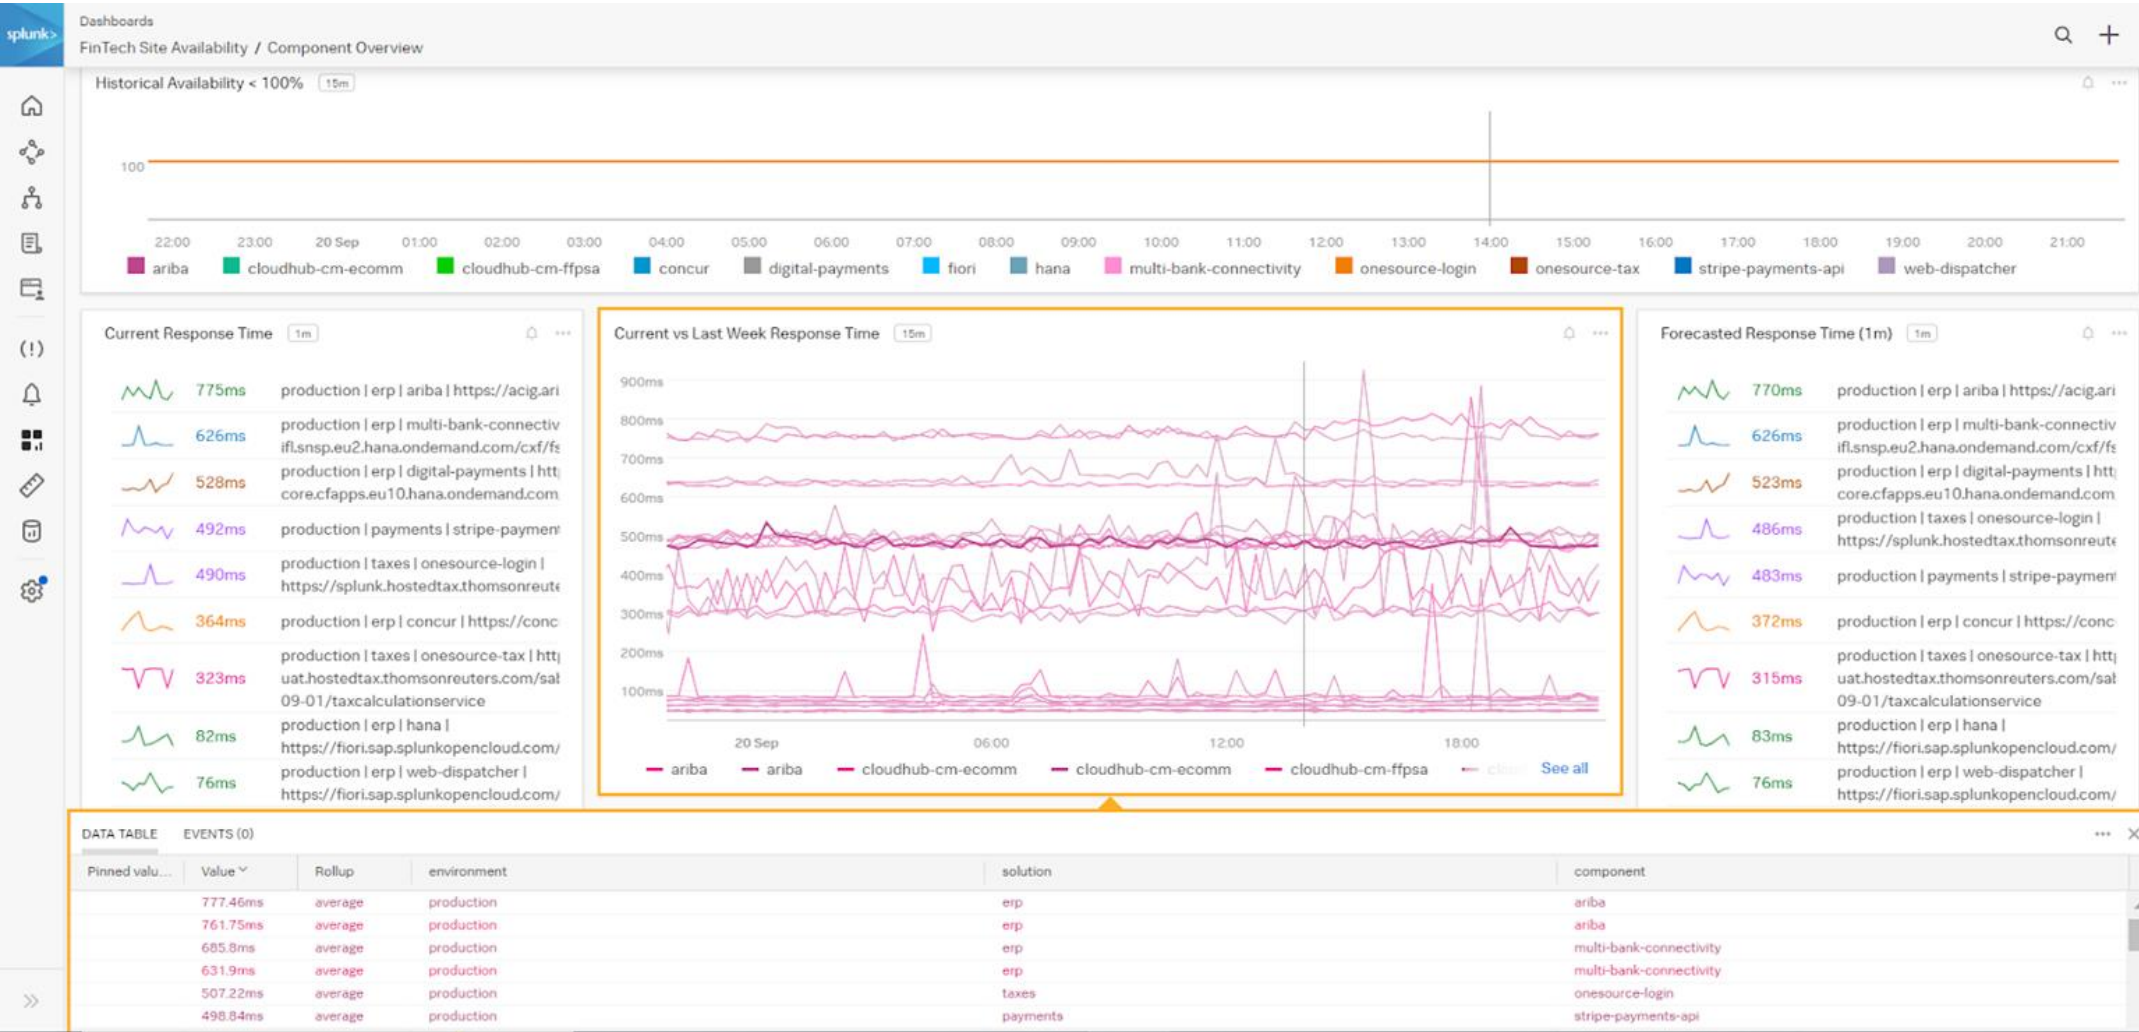 splunk>
Dashboards
FinTech Site Availability / Component Overview
Historical Availability < 100% 15m
100
22:00 23:00 20 Sep 01:00 02:00 03:00 04:00 05:00 06:00 07:00 08:00 09:00 10:00 11:00 12:00 13:00 14:00 15:00 16:00 17:00 18:00 19:00 20:00 21:00
ariba cloudhub-cm-ecomm cloudhub-cm-ffpsa concur digital-payments fiori hana multi-bank-connectivity onesource-login onesource-tax stripe-payments-api web-dispatcher
Current Response Time 1m
775ms production | erp | ariba | https://acig.ari
626ms production | erp | multi-bank-connectiv
ifl.snsp.eu2.hana.ondemand.com/cxf/fs
528ms production | erp | digital-payments | htt
core.cfapps.eu10.hana.ondemand.com
492ms production | payments | stripe-payment
490ms production | taxes | onesource-login |
https://splunk.hostedtax.thomsonreute
364ms production | erp | concur | https://conc
323ms production | taxes | onesource-tax | htt
uat.hostedtax.thomsonreuters.com/sal
09-01/taxcalculationservice
82ms production | erp | hana |
https://fiori.sap.splunkopencloud.com/
76ms production | erp | web-dispatcher |
https://fiori.sap.splunkopencloud.com/
Current vs Last Week Response Time 15m
900ms
800ms
700ms
600ms
500ms
400ms
300ms
200ms
100ms
20 Sep 06:00 12:00 18:00
ariba ariba cloudhub-cm-ecomm cloudhub-cm-ecomm cloudhub-cm-ffpsa See all
Forecasted Response Time (1m) 1m
770ms production | erp | ariba | https://acig.ari
626ms production | erp | multi-bank-connectiv
ifl.snsp.eu2.hana.ondemand.com/cxf/fs
523ms production | erp | digital-payments | htt
core.cfapps.eu10.hana.ondemand.com
486ms production | taxes | onesource-login |
https://splunk.hostedtax.thomsonreute
483ms production | payments | stripe-payment
372ms production | erp | concur | https://conc
315ms production | taxes | onesource-tax | htt
uat.hostedtax.thomsonreuters.com/sal
09-01/taxcalculationservice
83ms production | erp | hana |
https://fiori.sap.splunkopencloud.com/
76ms production | erp | web-dispatcher |
https://fiori.sap.splunkopencloud.com/
DATA TABLE EVENTS (0)
Pinned valu... Value Rollup environment solution component
777.46ms average production erp ariba
761.75ms average production erp ariba
685.8ms average production erp multi-bank-connectivity
631.9ms average production erp multi-bank-connectivity
507.22ms average production taxes onesource-login
498.84ms average production payments stripe-payments-api